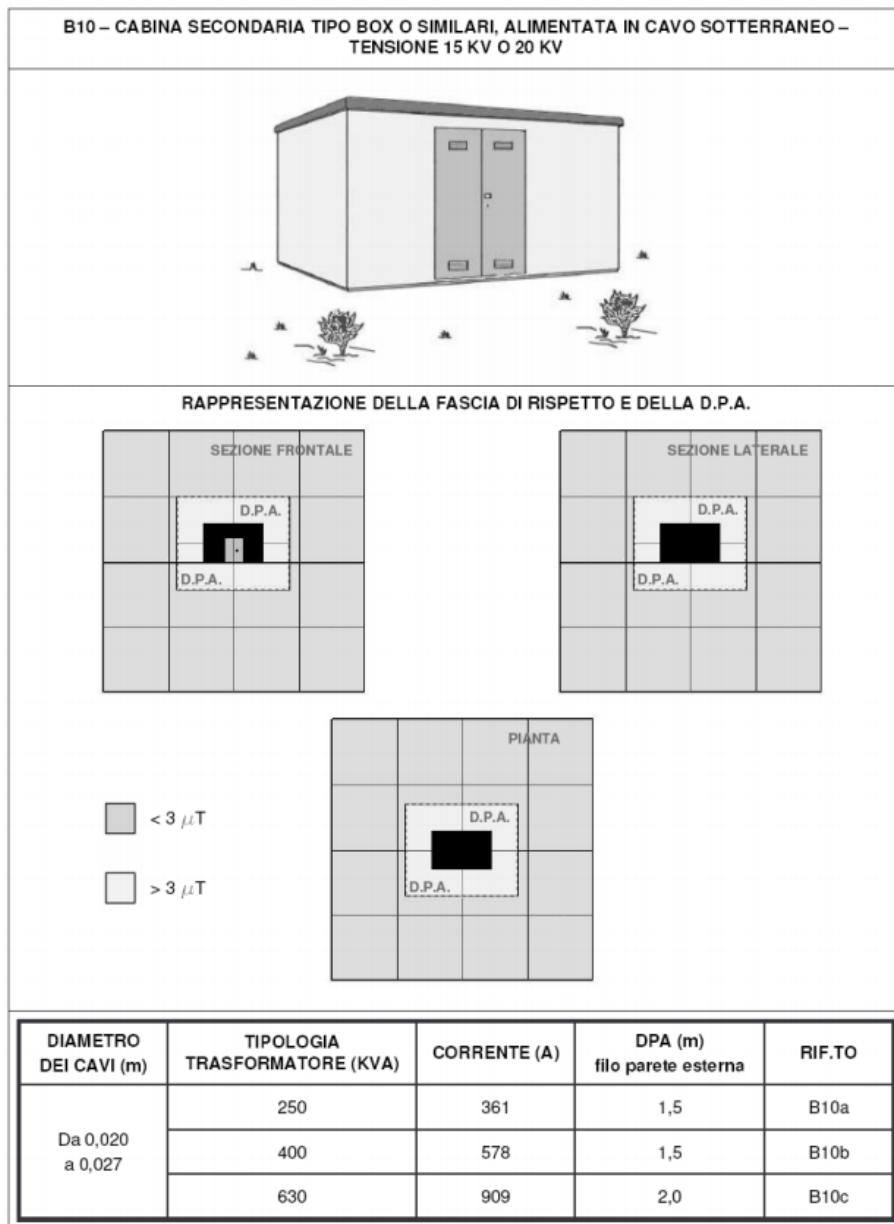 B10 – CABINA SECONDARIA TIPO BOX O SIMILARI, ALIMENTATA IN CAVO SOTTERRANEO –
TENSIONE 15 KV O 20 KV
RAPPRESENTAZIONE DELLA FASCIA DI RISPETTO E DELLA D.P.A.
SEZIONE FRONTALE
D.P.A.
D.P.A.
SEZIONE LATERALE
D.P.A.
D.P.A.
PIANTA
D.P.A.
D.P.A.
< 3 μT
> 3 μT
DIAMETRO
DEI CAVI (m)
TIPOLOGIA
TRASFORMATORE (KVA)
CORRENTE (A)
DPA (m)
filo parete esterna
RIF.TO
Da 0,020
a 0,027
250
361
1,5
B10a
400
578
1,5
B10b
630
909
2,0
B10c